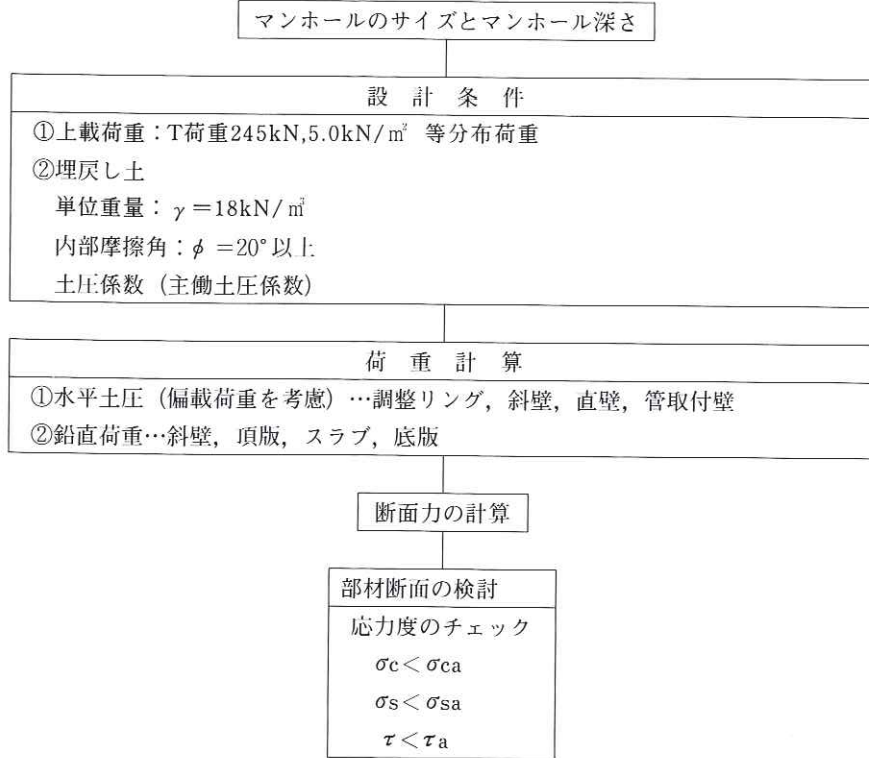 マンホールのサイズとマンホール深さ
設計条件
①上載荷重：T荷重245kN,5.0kN/㎡ 等分布荷重
②埋戻し土
単位重量：γ＝18kN/㎥
内部摩擦角：φ＝20°以上
土圧係数（主働土圧係数）
荷重計算
①水平土圧（偏載荷重を考慮）…調整リング，斜壁，直壁，管取付壁
②鉛直荷重…斜壁，頂版，スラブ，底版
断面力の計算
部材断面の検討
応力度のチェック
σc＜σca
σs＜σsa
τ＜τa